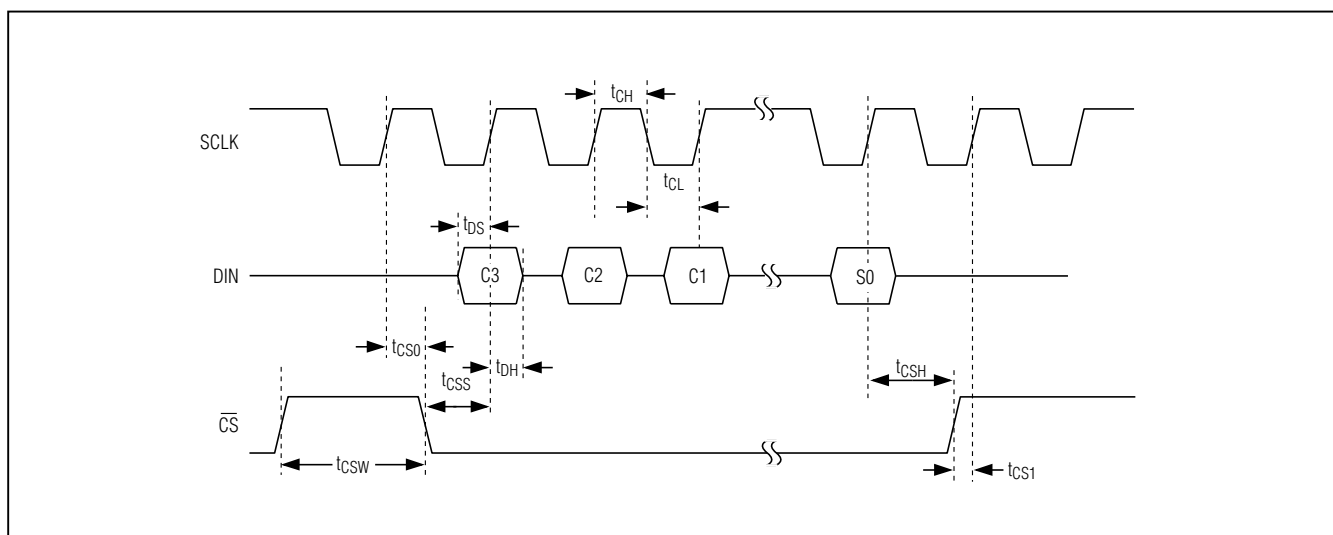 tCH
SCLK
tCL
tDS
DIN
C3
C2
C1
S0
tCS0
tDH
tCSS
tCSH
CS
tCSW
tCS1